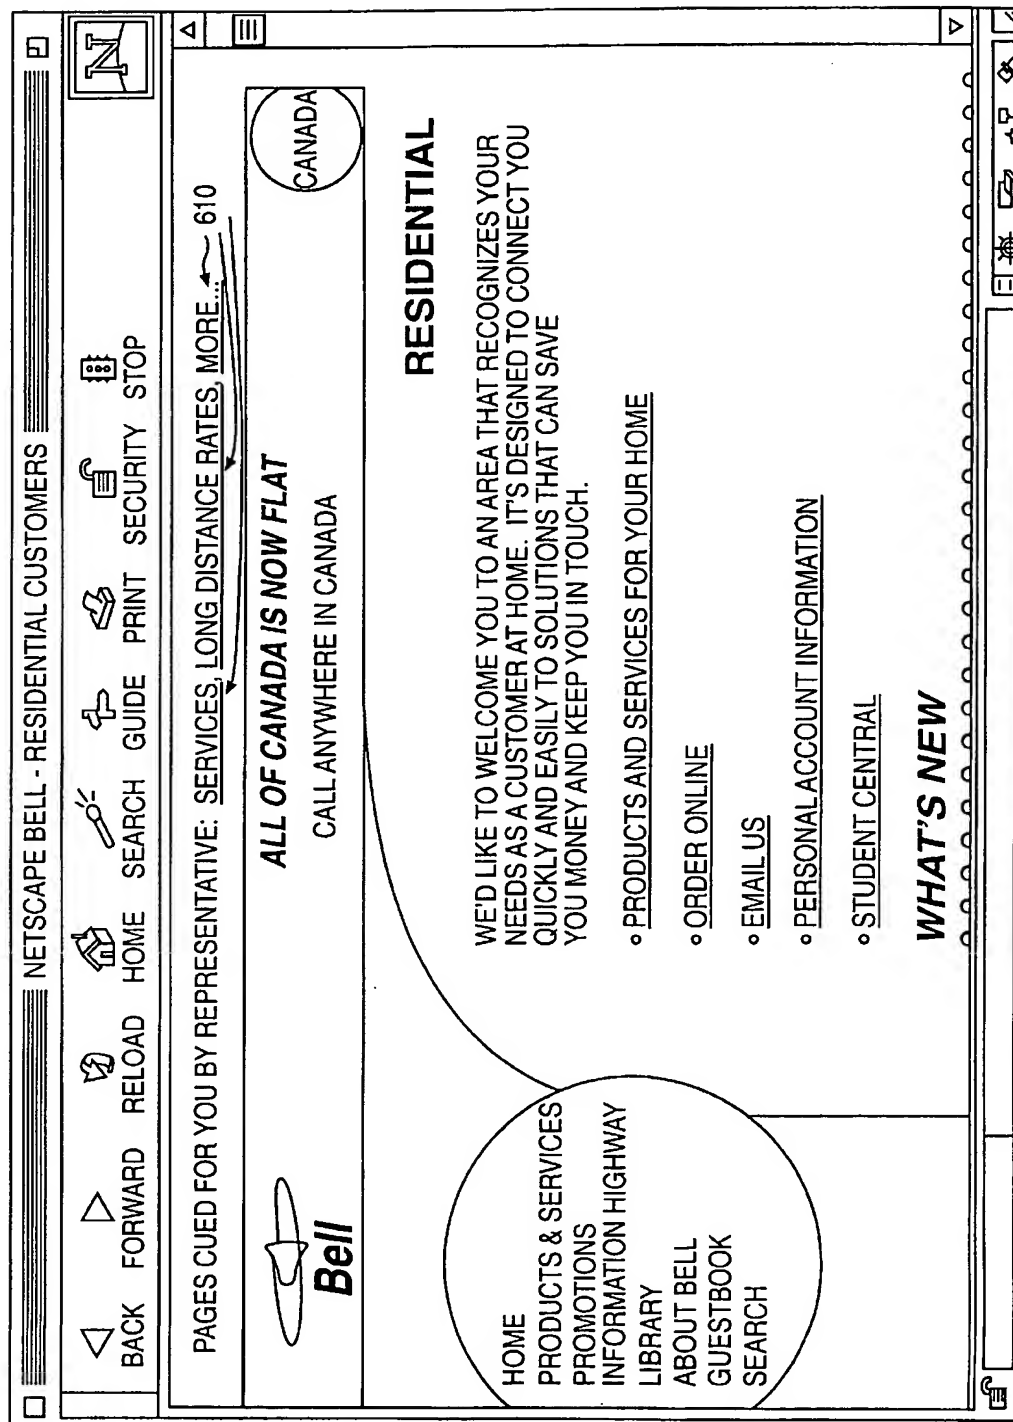 NETSCAPE BELL - RESIDENTIAL CUSTOMERS
BACK FORWARD RELOAD HOME SEARCH GUIDE PRINT SECURITY STOP
N
PAGES CUED FOR YOU BY REPRESENTATIVE: SERVICES, LONG DISTANCE RATES, MORE... 610
ALL OF CANADA IS NOW FLAT
CALL ANYWHERE IN CANADA
CANADA
Bell
RESIDENTIAL
HOME
PRODUCTS & SERVICES
PROMOTIONS
INFORMATION HIGHWAY
LIBRARY
ABOUT BELL
GUESTBOOK
SEARCH
WE'D LIKE TO WELCOME YOU TO AN AREA THAT RECOGNIZES YOUR
NEEDS AS A CUSTOMER AT HOME. IT'S DESIGNED TO CONNECT YOU
QUICKLY AND EASILY TO SOLUTIONS THAT CAN SAVE
YOU MONEY AND KEEP YOU IN TOUCH.
∘ PRODUCTS AND SERVICES FOR YOUR HOME
∘ ORDER ONLINE
∘ EMAIL US
∘ PERSONAL ACCOUNT INFORMATION
∘ STUDENT CENTRAL
WHAT'S NEW